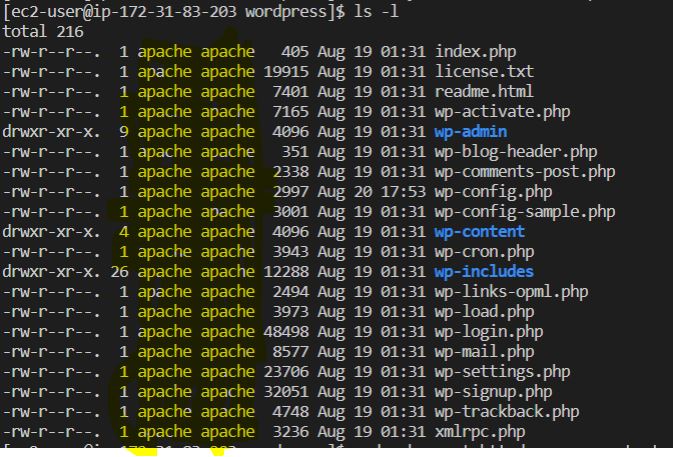 [ec2-user@ip-172-31-83-203 wordpress]$ ls -l
total 216
-rw-r--r--.  1 apache apache   405 Aug 19 01:31 index.php
-rw-r--r--.  1 apache apache 19915 Aug 19 01:31 license.txt
-rw-r--r--.  1 apache apache  7401 Aug 19 01:31 readme.html
-rw-r--r--.  1 apache apache  7165 Aug 19 01:31 wp-activate.php
drwxr-xr-x.  9 apache apache  4096 Aug 19 01:31 wp-admin
-rw-r--r--.  1 apache apache   351 Aug 19 01:31 wp-blog-header.php
-rw-r--r--.  1 apache apache  2338 Aug 19 01:31 wp-comments-post.php
-rw-r--r--.  1 apache apache  2997 Aug 20 17:53 wp-config.php
-rw-r--r--.  1 apache apache  3001 Aug 19 01:31 wp-config-sample.php
drwxr-xr-x.  4 apache apache  4096 Aug 19 01:31 wp-content
-rw-r--r--.  1 apache apache  3943 Aug 19 01:31 wp-cron.php
drwxr-xr-x. 26 apache apache 12288 Aug 19 01:31 wp-includes
-rw-r--r--.  1 apache apache  2494 Aug 19 01:31 wp-links-opml.php
-rw-r--r--.  1 apache apache  3973 Aug 19 01:31 wp-load.php
-rw-r--r--.  1 apache apache 48498 Aug 19 01:31 wp-login.php
-rw-r--r--.  1 apache apache  8577 Aug 19 01:31 wp-mail.php
-rw-r--r--.  1 apache apache 23706 Aug 19 01:31 wp-settings.php
-rw-r--r--.  1 apache apache 32051 Aug 19 01:31 wp-signup.php
-rw-r--r--.  1 apache apache  4748 Aug 19 01:31 wp-trackback.php
-rw-r--r--.  1 apache apache  3236 Aug 19 01:31 xmlrpc.php